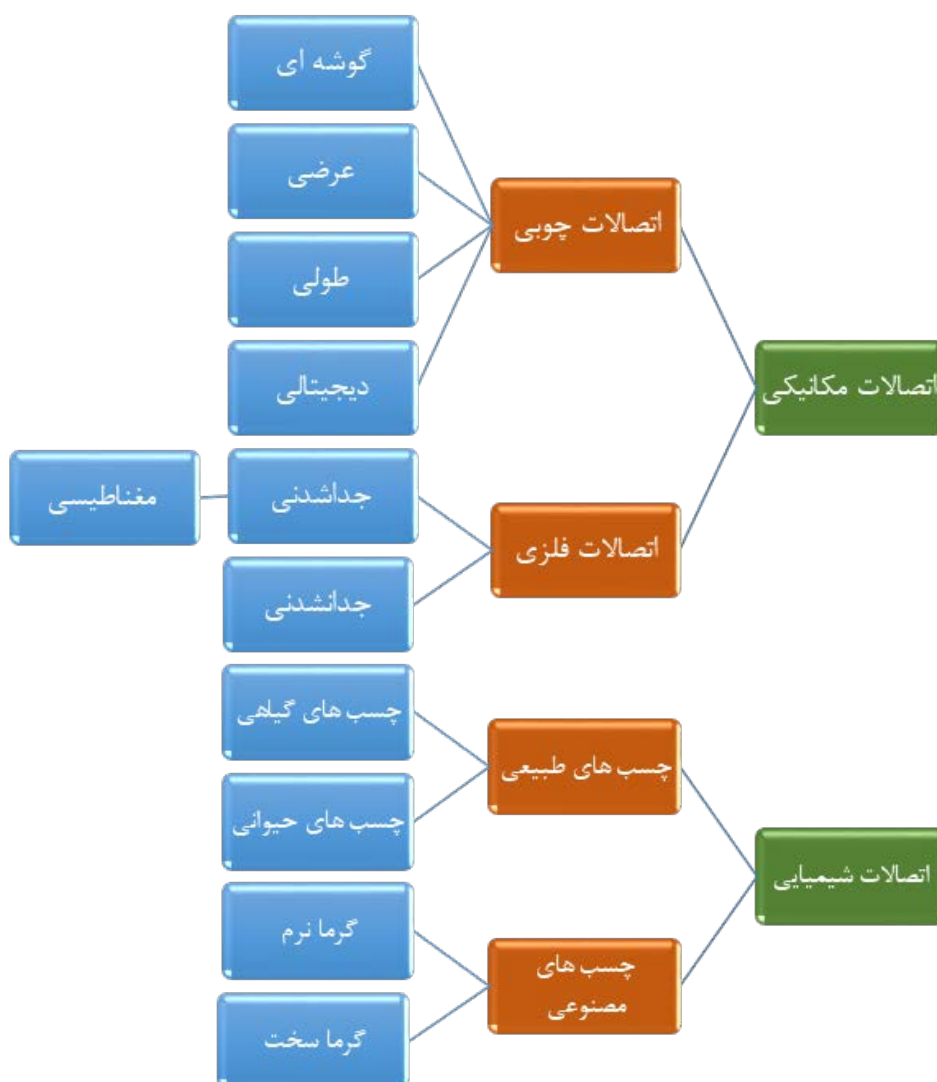 گوشه ای
عرضی
اتصالات چوبی
طولی
دیجیتالی
اتصالات مکانیکی
جداشدنی
مغناطیسی
اتصالات فلزی
جدانشدنی
چسب های گیاهی
چسب های طبیعی
چسب های حیوانی
اتصالات شیمیایی
گرما نرم
چسب های
مصنوعی
گرما سخت